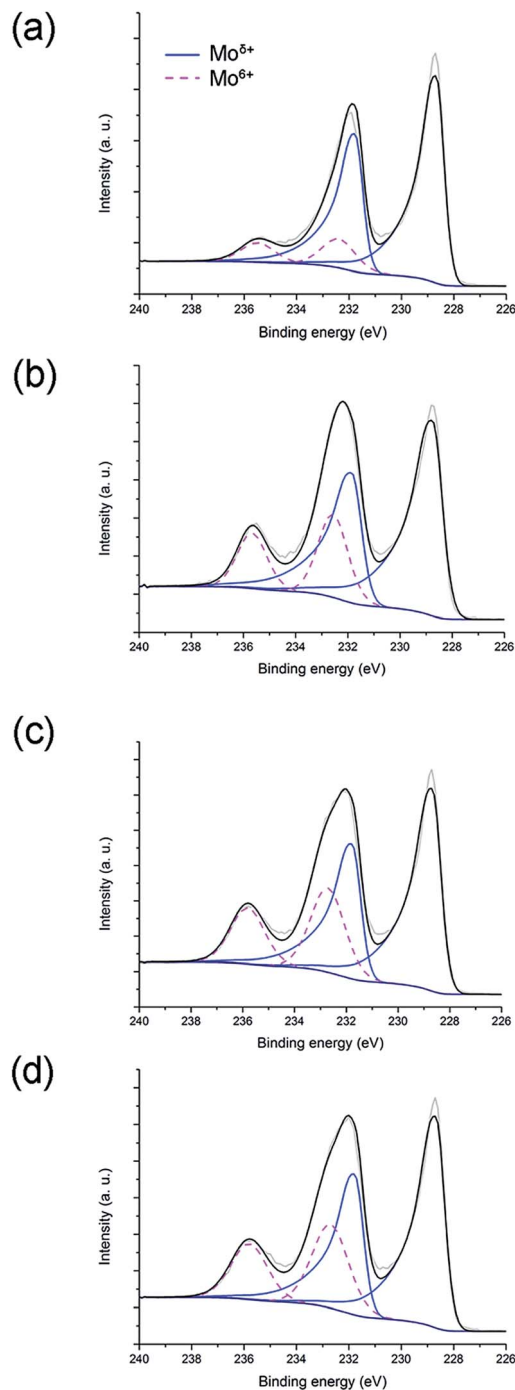 (a)
Mo^δ+
Mo^6+
Intensity (a. u.)
240 238 236 234 232 230 228 226
Binding energy (eV)
(b)
Intensity (a. u.)
240 238 236 234 232 230 228 226
Binding energy (eV)
(c)
Intensity (a. u.)
240 238 236 234 232 230 228 226
Binding energy (eV)
(d)
Intensity (a. u.)
240 238 236 234 232 230 228 226
Binding energy (eV)